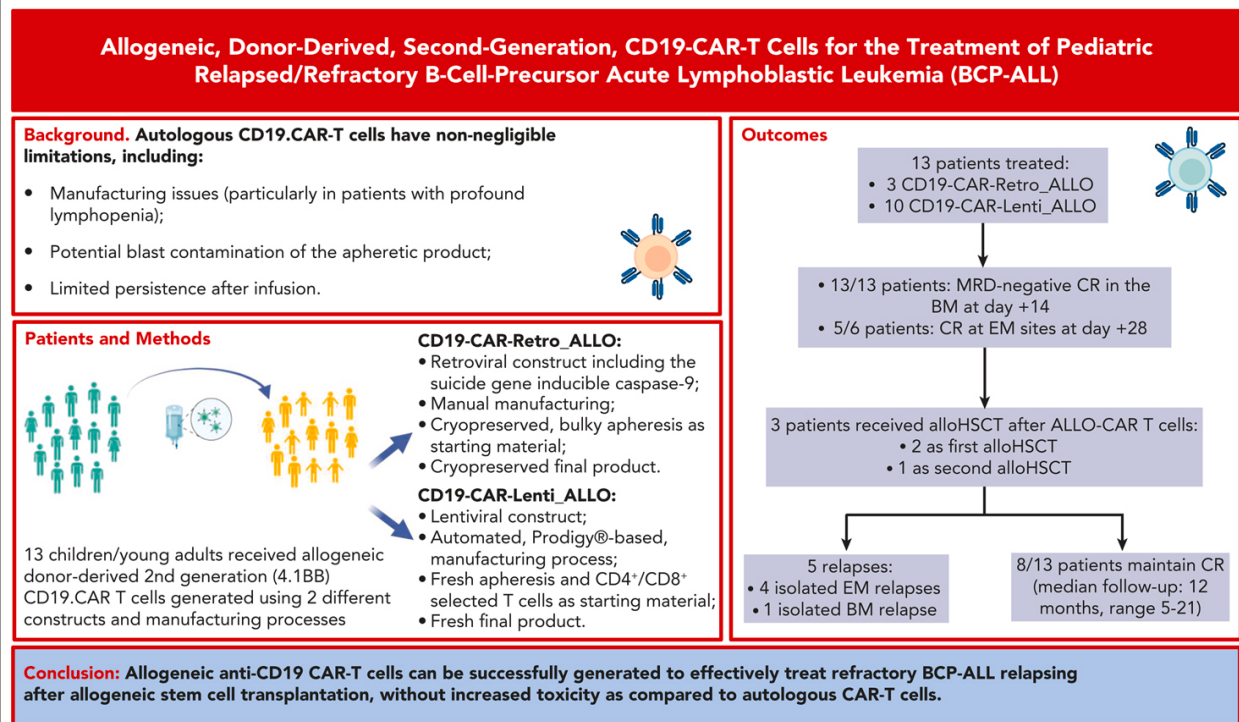 Allogeneic, Donor-Derived, Second-Generation, CD19-CAR-T Cells for the Treatment of Pediatric
Relapsed/Refractory B-Cell-Precursor Acute Lymphoblastic Leukemia (BCP-ALL)
Background. Autologous CD19.CAR-T cells have non-negligible
limitations, including:
• Manufacturing issues (particularly in patients with profound
lymphopenia);
• Potential blast contamination of the apheretic product;
• Limited persistence after infusion.
Patients and Methods
13 children/young adults received allogeneic
donor-derived 2nd generation (4.1BB)
CD19.CAR T cells generated using 2 different
constructs and manufacturing processes
CD19-CAR-Retro_ALLO:
• Retroviral construct including the
suicide gene inducible caspase-9;
• Manual manufacturing;
• Cryopreserved, bulky apheresis as
starting material;
• Cryopreserved final product.
CD19-CAR-Lenti_ALLO:
• Lentiviral construct;
• Automated, Prodigy®-based,
manufacturing process;
• Fresh apheresis and CD4⁺/CD8⁺
selected T cells as starting material;
• Fresh final product.
Outcomes
13 patients treated:
• 3 CD19-CAR-Retro_ALLO
• 10 CD19-CAR-Lenti_ALLO
• 13/13 patients: MRD-negative CR in the
BM at day +14
• 5/6 patients: CR at EM sites at day +28
3 patients received alloHSCT after ALLO-CAR T cells:
• 2 as first alloHSCT
• 1 as second alloHSCT
5 relapses:
• 4 isolated EM relapses
• 1 isolated BM relapse
8/13 patients maintain CR
(median follow-up: 12
months, range 5-21)
Conclusion: Allogeneic anti-CD19 CAR-T cells can be successfully generated to effectively treat refractory BCP-ALL relapsing
after allogeneic stem cell transplantation, without increased toxicity as compared to autologous CAR-T cells.